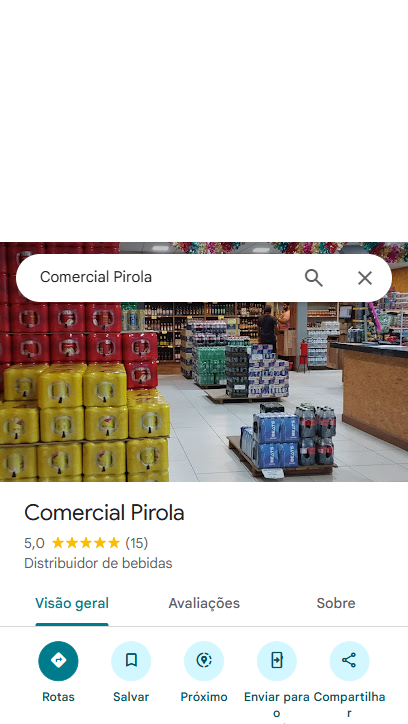 Comercial Pirola
Comercial Pirola
5,0 (15)
Distribuidor de bebidas
Visão geral Avaliações Sobre
Rotas Salvar Próximo Enviar para Compartilha
o r